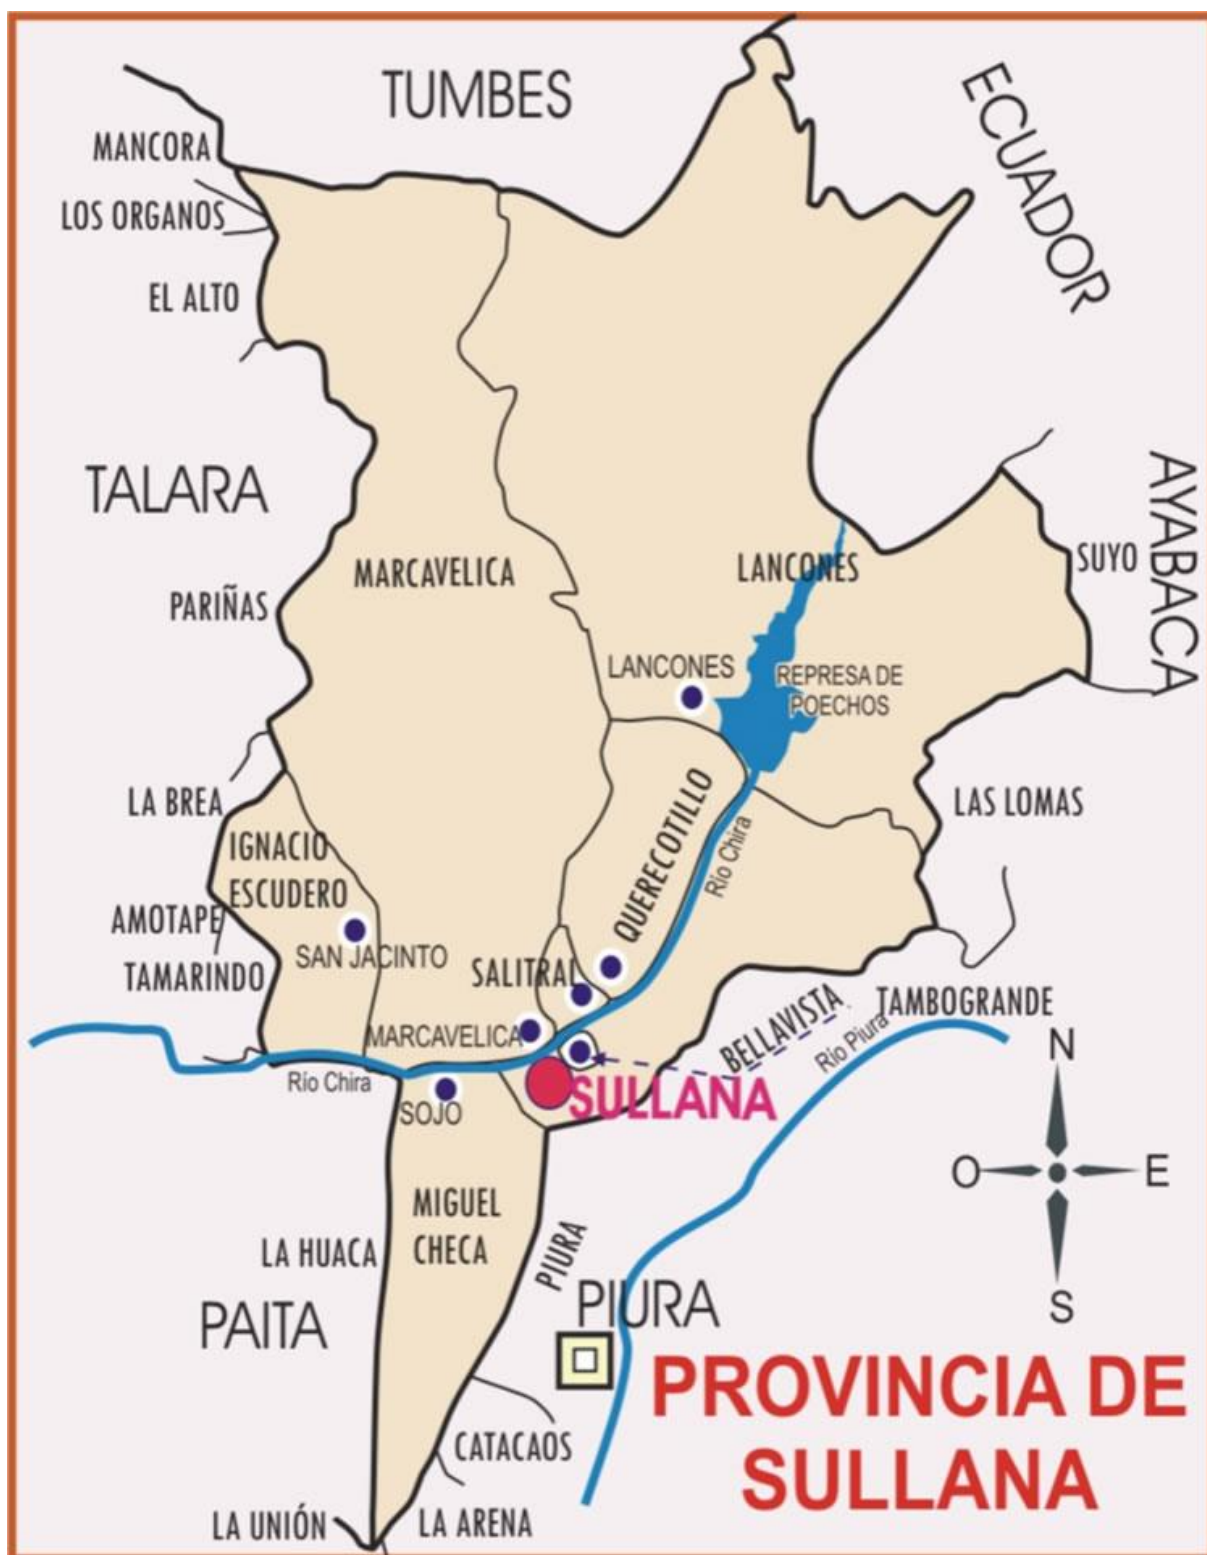 TUMBES
ECUADOR
MANCORA
LOS ORGANOS
EL ALTO
TALARA
AYABACA
SUYO
MARCAVELICA
LANCONES
PARIÑAS
LANCONES
REPRESA DE
POECHOS
LA BREA
LAS LOMAS
QUERECOTILLO
Río Chira
IGNACIO
ESCUDERO
AMOTAPE
SAN JACINTO
TAMARINDO
SALITRAL
BELLAVISTA
TAMBOGRANDE
MARCAVELICA
Río Piura
N
Río Chira
SULLANA
SOJO
O
E
MIGUEL
CHECA
LA HUACA
PIURA
PIURA
S
PAITA
PROVINCIA DE
SULLANA
CATACAOS
LA UNIÓN
LA ARENA